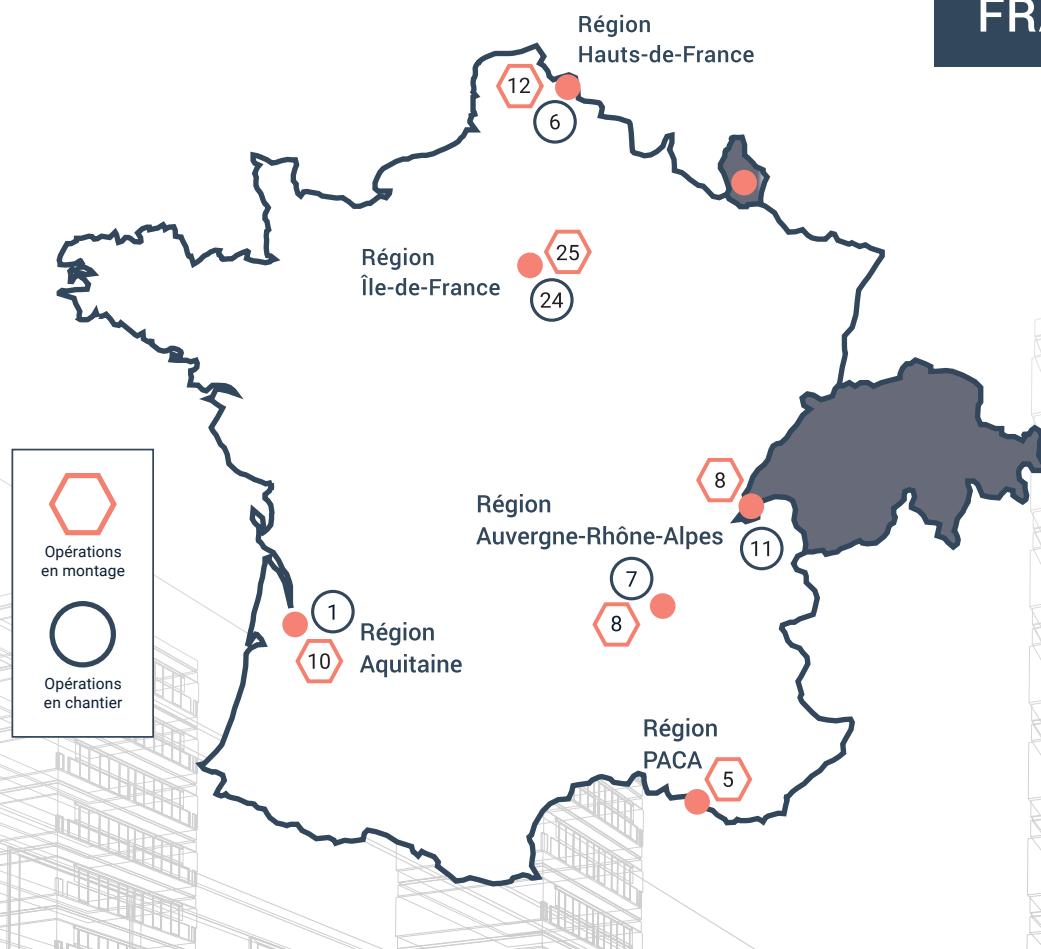 FRA
Région
Hauts-de-France
12
6
Région
Île-de-France
25
24
8
Région
Auvergne-Rhône-Alpes
11
7
8
1
Région
Aquitaine
10
Région
PACA
5
Opérations
en montage
Opérations
en chantier